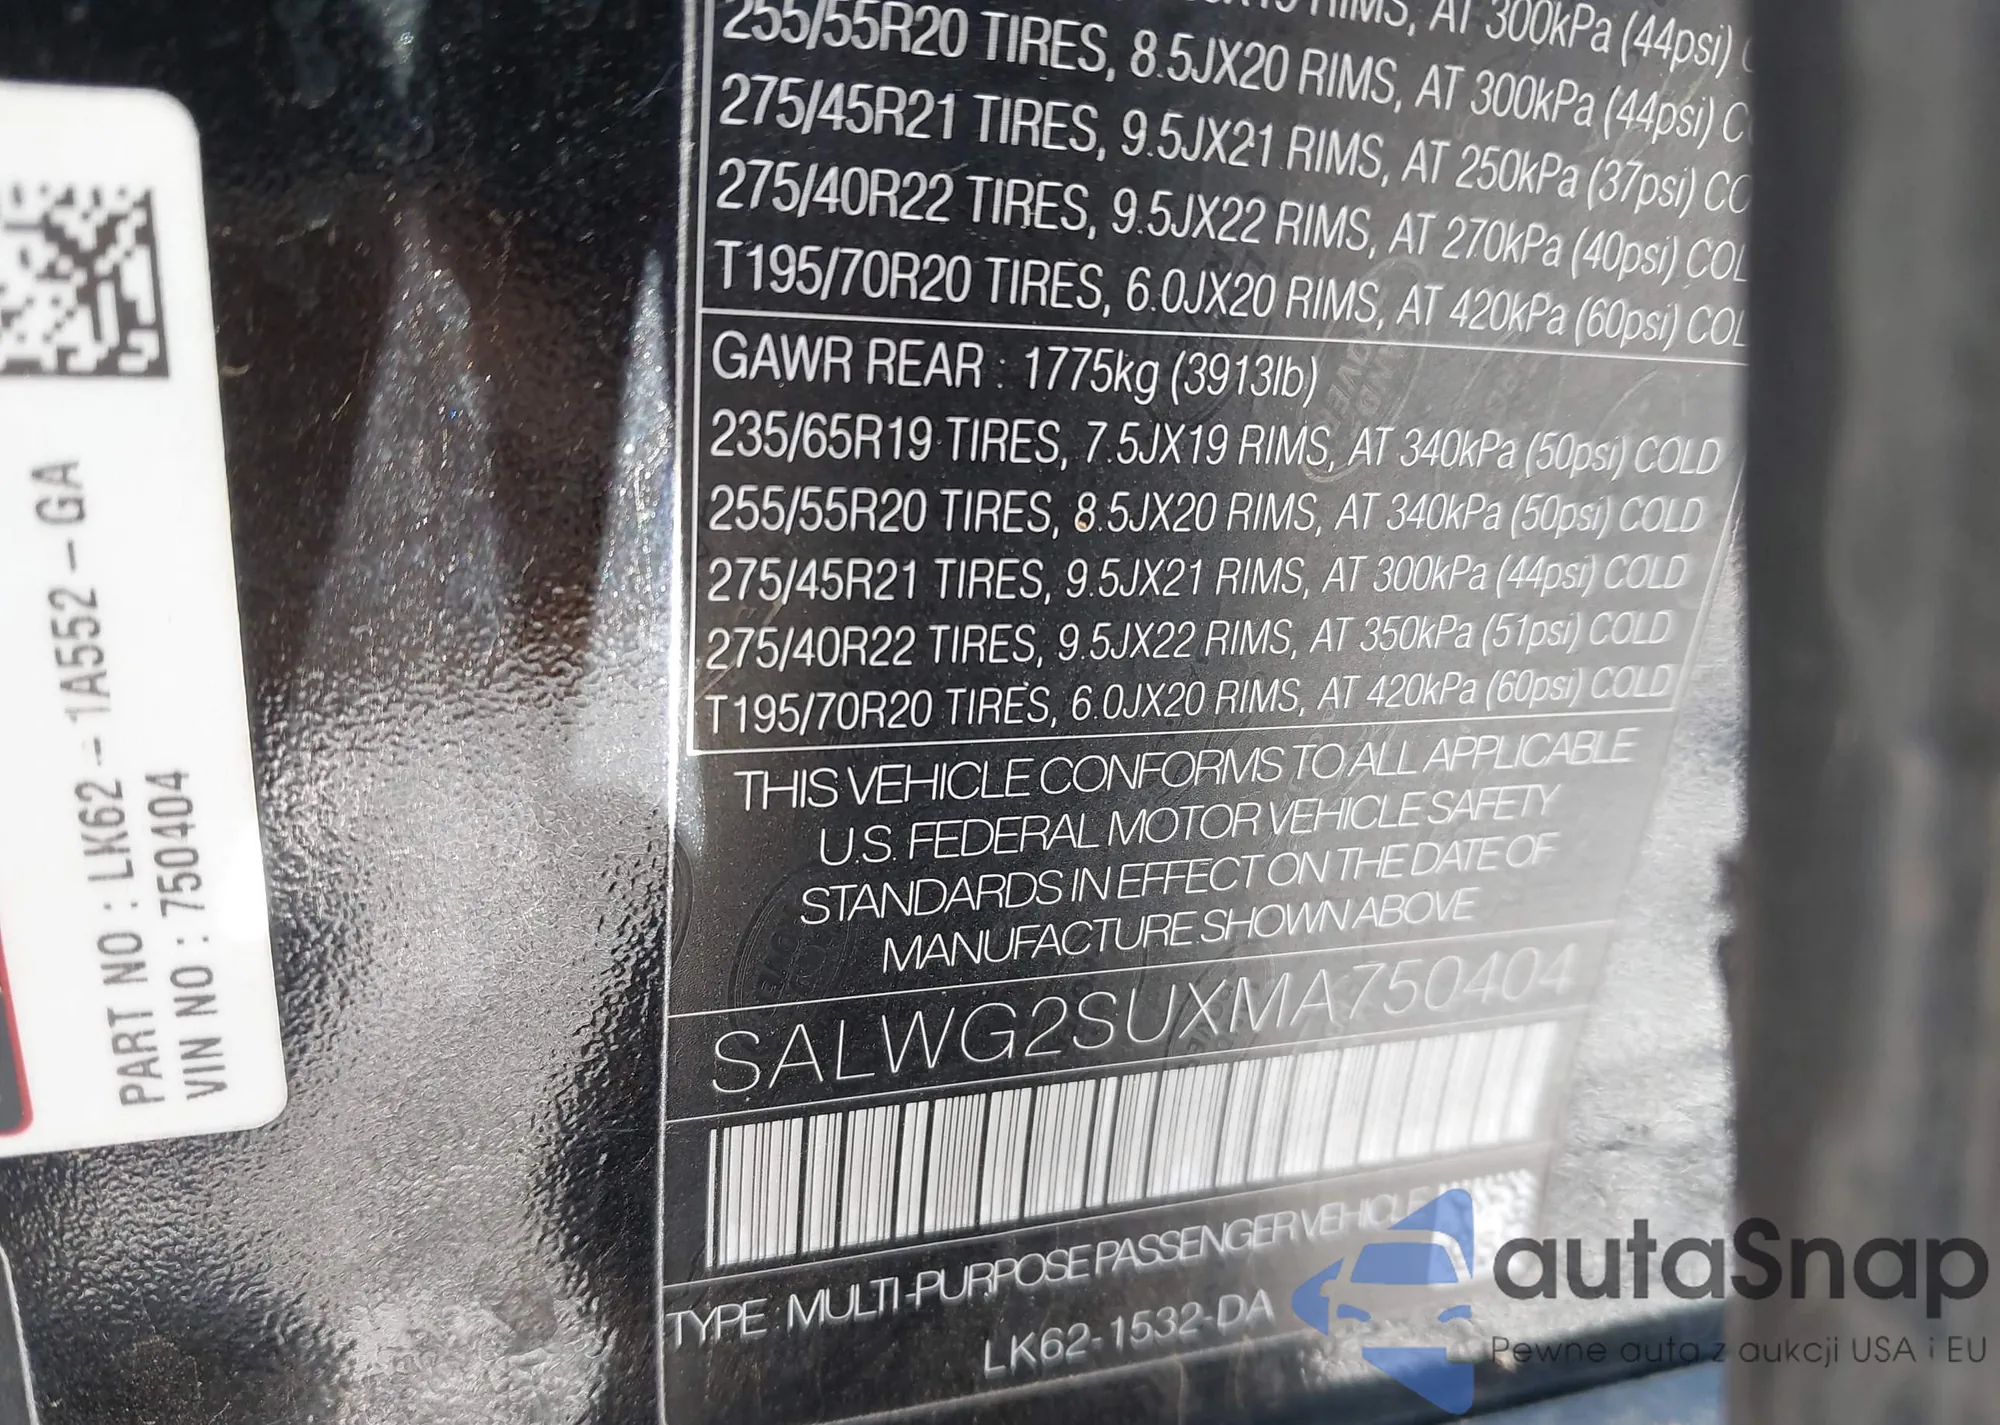 RIMS, AT 300kPa (44psi)
255/55R20 TIRES, 8.5JX20 RIMS, AT 300kPa (44psi)
275/45R21 TIRES, 9.5JX21 RIMS, AT 250kPa (37psi) CO
275/40R22 TIRES, 9.5JX22 RIMS, AT 270kPa (40psi) COL
T195/70R20 TIRES, 6.0JX20 RIMS, AT 420kPa (60psi) COL
GAWR REAR : 1775kg (3913lb)
235/65R19 TIRES, 7.5JX19 RIMS, AT 340kPa (50psi) COLD
255/55R20 TIRES, 8.5JX20 RIMS, AT 340kPa (50psi) COLD
275/45R21 TIRES, 9.5JX21 RIMS, AT 300kPa (44psi) COLD
275/40R22 TIRES, 9.5JX22 RIMS, AT 350kPa (51psi) COLD
T195/70R20 TIRES, 6.0JX20 RIMS, AT 420kPa (60psi) COLD
THIS VEHICLE CONFORMS TO ALL APPLICABLE
U.S. FEDERAL MOTOR VEHICLE SAFETY
STANDARDS IN EFFECT ON THE DATE OF
MANUFACTURE SHOWN ABOVE
SALWG2SUXMA750404
TYPE: MULTI-PURPOSE PASSENGER VEHICLE
LK62-1532-DA
PART NO : LK62-1A552-GA
VIN NO : 750404
autaSnap
Pewne auta z aukcji USA i EU